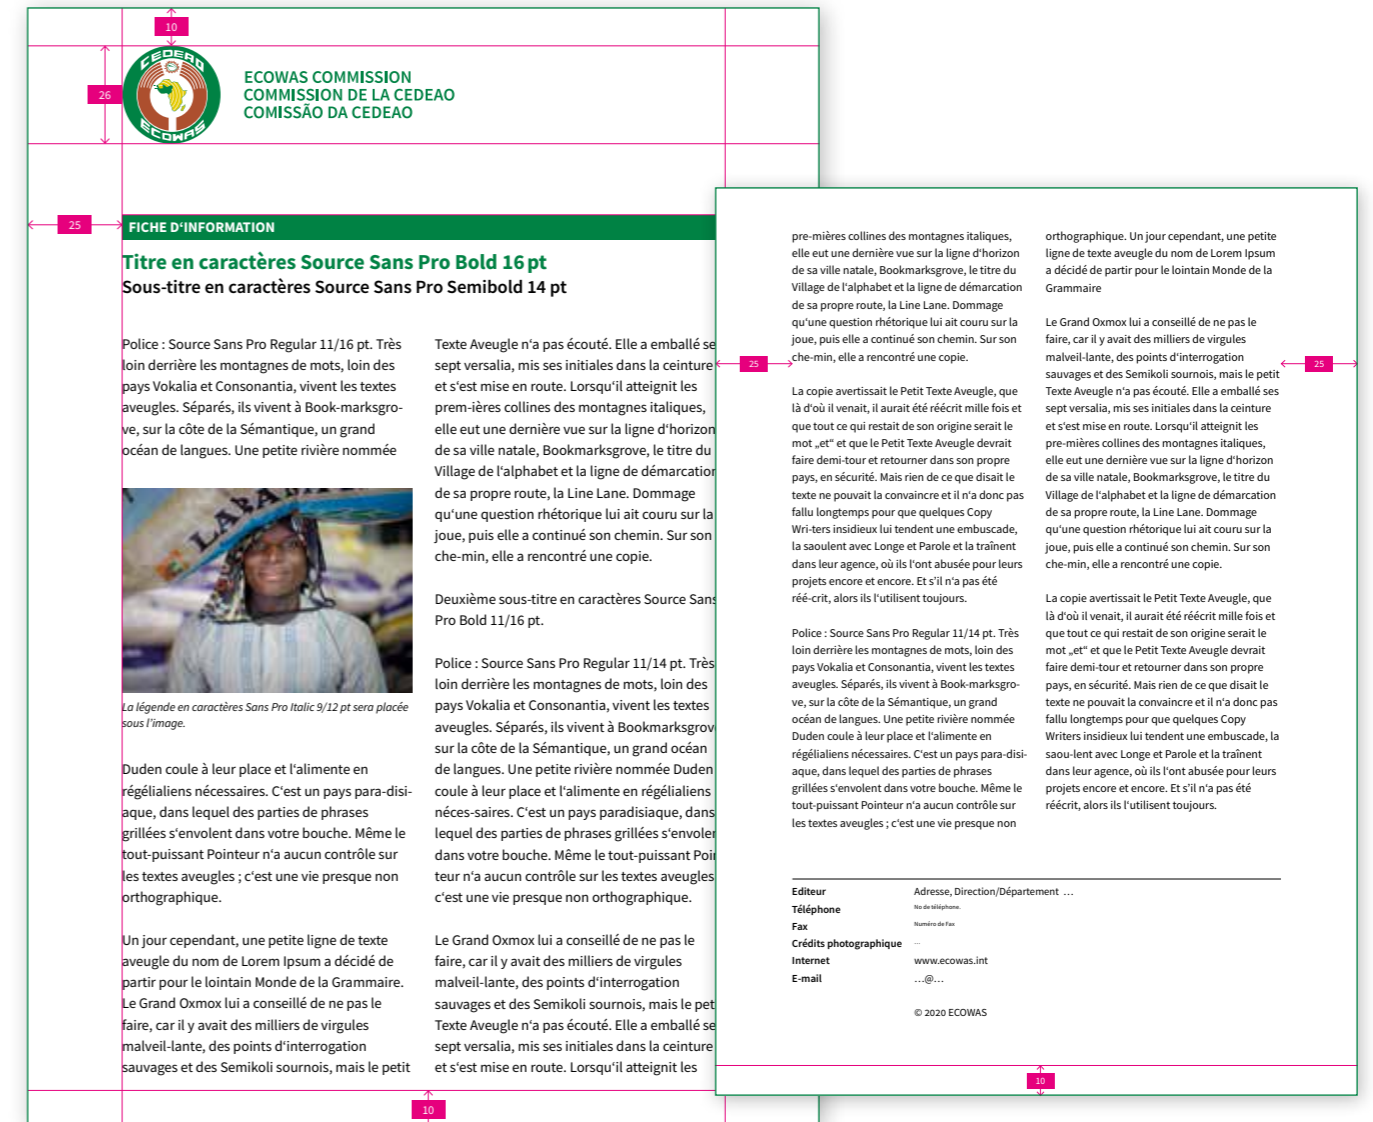 10
26
CEDEAO
ECOWAS
ECOWAS COMMISSION
COMMISSION DE LA CEDEAO
COMISSÃO DA CEDEAO
25
FICHE D‘INFORMATION
Titre en caractères Source Sans Pro Bold 16 pt
Sous-titre en caractères Source Sans Pro Semibold 14 pt
Police : Source Sans Pro Regular 11/16 pt. Très
loin derrière les montagnes de mots, loin des
pays Vokalia et Consonantia, vivent les textes
aveugles. Séparés, ils vivent à Book-marksgro-
ve, sur la côte de la Sémantique, un grand
océan de langues. Une petite rivière nommée
La légende en caractères Sans Pro Italic 9/12 pt sera placée
sous l’image.
Duden coule à leur place et l‘alimente en
régélialiens nécessaires. C‘est un pays para-disi-
aque, dans lequel des parties de phrases
grillées s‘envolent dans votre bouche. Même le
tout-puissant Pointeur n‘a aucun contrôle sur
les textes aveugles ; c‘est une vie presque non
orthographique.
Un jour cependant, une petite ligne de texte
aveugle du nom de Lorem Ipsum a décidé de
partir pour le lointain Monde de la Grammaire.
Le Grand Oxmox lui a conseillé de ne pas le
faire, car il y avait des milliers de virgules
malveil-lante, des points d‘interrogation
sauvages et des Semikoli sournois, mais le petit
Texte Aveugle n‘a pas écouté. Elle a emballé se
sept versalia, mis ses initiales dans la ceinture
et s‘est mise en route. Lorsqu‘il atteignit les
prem-ières collines des montagnes italiques,
elle eut une dernière vue sur la ligne d‘horizon
de sa ville natale, Bookmarksgrove, le titre du
Village de l‘alphabet et la ligne de démarcation
de sa propre route, la Line Lane. Dommage
qu‘une question rhétorique lui ait couru sur la
joue, puis elle a continué son chemin. Sur son
che-min, elle a rencontré une copie.
Deuxième sous-titre en caractères Source Sans
Pro Bold 11/16 pt.
Police : Source Sans Pro Regular 11/14 pt. Très
loin derrière les montagnes de mots, loin des
pays Vokalia et Consonantia, vivent les textes
aveugles. Séparés, ils vivent à Bookmarksgrov
sur la côte de la Sémantique, un grand océan
de langues. Une petite rivière nommée Duden
coule à leur place et l‘alimente en régélialiens
néces-saires. C‘est un pays paradisiaque, dans
lequel des parties de phrases grillées s‘envoler
dans votre bouche. Même le tout-puissant Poi
teur n‘a aucun contrôle sur les textes aveugles
c‘est une vie presque non orthographique.
Le Grand Oxmox lui a conseillé de ne pas le
faire, car il y avait des milliers de virgules
malveil-lante, des points d‘interrogation
sauvages et des Semikoli sournois, mais le pet
Texte Aveugle n‘a pas écouté. Elle a emballé se
sept versalia, mis ses initiales dans la ceinture
et s‘est mise en route. Lorsqu‘il atteignit les
10
pre-mières collines des montagnes italiques,
elle eut une dernière vue sur la ligne d‘horizon
de sa ville natale, Bookmarksgrove, le titre du
Village de l‘alphabet et la ligne de démarcation
de sa propre route, la Line Lane. Dommage
qu‘une question rhétorique lui ait couru sur la
joue, puis elle a continué son chemin. Sur son
che-min, elle a rencontré une copie.
25
La copie avertissait le Petit Texte Aveugle, que
là d'où il venait, il aurait été réécrit mille fois et
que tout ce qui restait de son origine serait le
mot „et“ et que le Petit Texte Aveugle devrait
faire demi-tour et retourner dans son propre
pays, en sécurité. Mais rien de ce que disait le
texte ne pouvait la convaincre et il n‘a donc pas
fallu longtemps pour que quelques Copy
Wri-ters insidieux lui tendent une embuscade,
la saoulent avec Longe et Parole et la traînent
dans leur agence, où ils l‘ont abusée pour leurs
projets encore et encore. Et s’il n‘a pas été
réé-crit, alors ils l‘utilisent toujours.
Police : Source Sans Pro Regular 11/14 pt. Très
loin derrière les montagnes de mots, loin des
pays Vokalia et Consonantia, vivent les textes
aveugles. Séparés, ils vivent à Book-marksgro-
ve, sur la côte de la Sémantique, un grand
océan de langues. Une petite rivière nommée
Duden coule à leur place et l‘alimente en
régélialiens nécessaires. C‘est un pays para-disi-
aque, dans lequel des parties de phrases
grillées s‘envolent dans votre bouche. Même le
tout-puissant Pointeur n‘a aucun contrôle sur
les textes aveugles ; c‘est une vie presque non
orthographique. Un jour cependant, une petite
ligne de texte aveugle du nom de Lorem Ipsum
a décidé de partir pour le lointain Monde de la
Grammaire
Le Grand Oxmox lui a conseillé de ne pas le
faire, car il y avait des milliers de virgules
malveil-lante, des points d‘interrogation
sauvages et des Semikoli sournois, mais le petit
Texte Aveugle n‘a pas écouté. Elle a emballé ses
sept versalia, mis ses initiales dans la ceinture
et s‘est mise en route. Lorsqu‘il atteignit les
pre-mières collines des montagnes italiques,
elle eut une dernière vue sur la ligne d‘horizon
de sa ville natale, Bookmarksgrove, le titre du
Village de l‘alphabet et la ligne de démarcation
de sa propre route, la Line Lane. Dommage
qu‘une question rhétorique lui ait couru sur la
joue, puis elle a continué son chemin. Sur son
che-min, elle a rencontré une copie.
25
La copie avertissait le Petit Texte Aveugle, que
là d'où il venait, il aurait été réécrit mille fois et
que tout ce qui restait de son origine serait le
mot „et“ et que le Petit Texte Aveugle devrait
faire demi-tour et retourner dans son propre
pays, en sécurité. Mais rien de ce que disait le
texte ne pouvait la convaincre et il n‘a donc pas
fallu longtemps pour que quelques Copy
Writers insidieux lui tendent une embuscade, la
saou-lent avec Longe et Parole et la traînent
dans leur agence, où ils l‘ont abusée pour leurs
projets encore et encore. Et s’il n‘a pas été
réécrit, alors ils l‘utilisent toujours.
Editeur Adresse, Direction/Département …
Téléphone No de téléphone.
Fax Numéro de Fax
Crédits photographique …
Internet www.ecowas.int
E-mail …@…
© 2020 ECOWAS
10